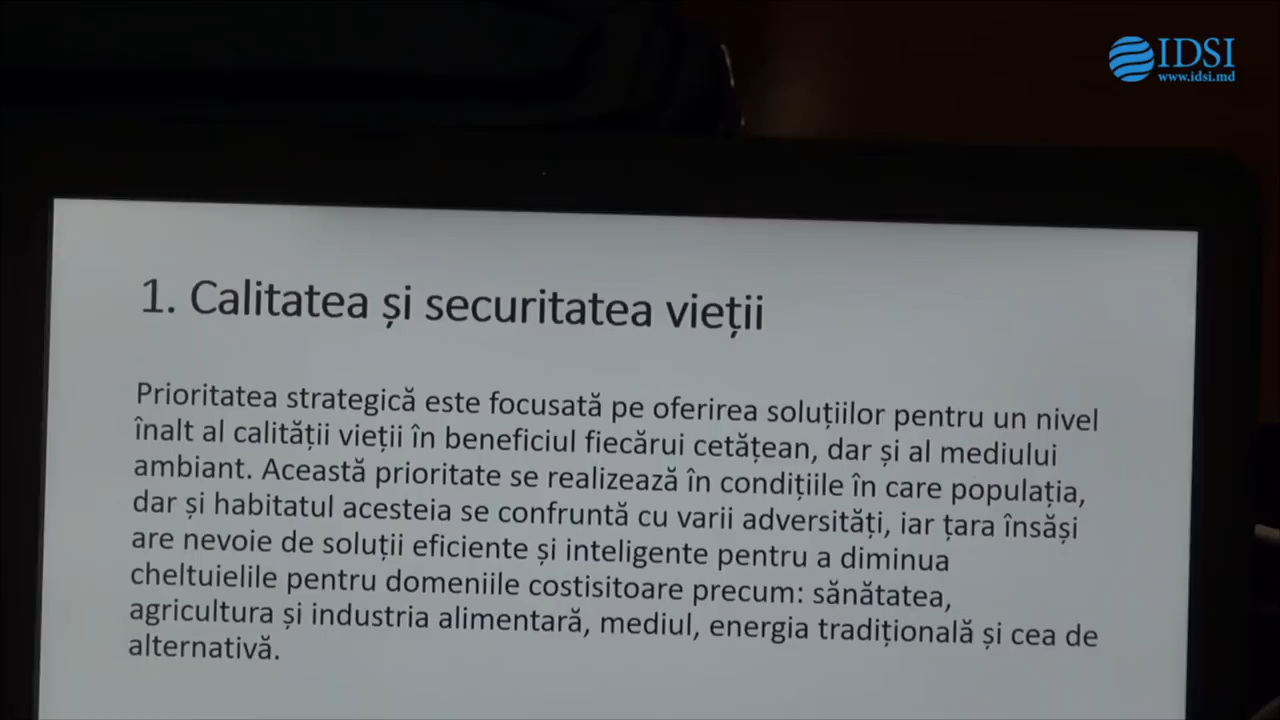 IDSI
www.idsi.md
1. Calitatea și securitatea vieții
Prioritatea strategică este focusată pe oferirea soluțiilor pentru un nivel
înalt al calității vieții în beneficiul fiecărui cetățean, dar și al mediului
ambiant. Această prioritate se realizează în condițiile în care populația,
dar și habitatul acesteia se confruntă cu varii adversități, iar țara însăși
are nevoie de soluții eficiente și inteligente pentru a diminua
cheltuielile pentru domeniile costisitoare precum: sănătatea,
agricultura și industria alimentară, mediul, energia tradițională și cea de
alternativă.